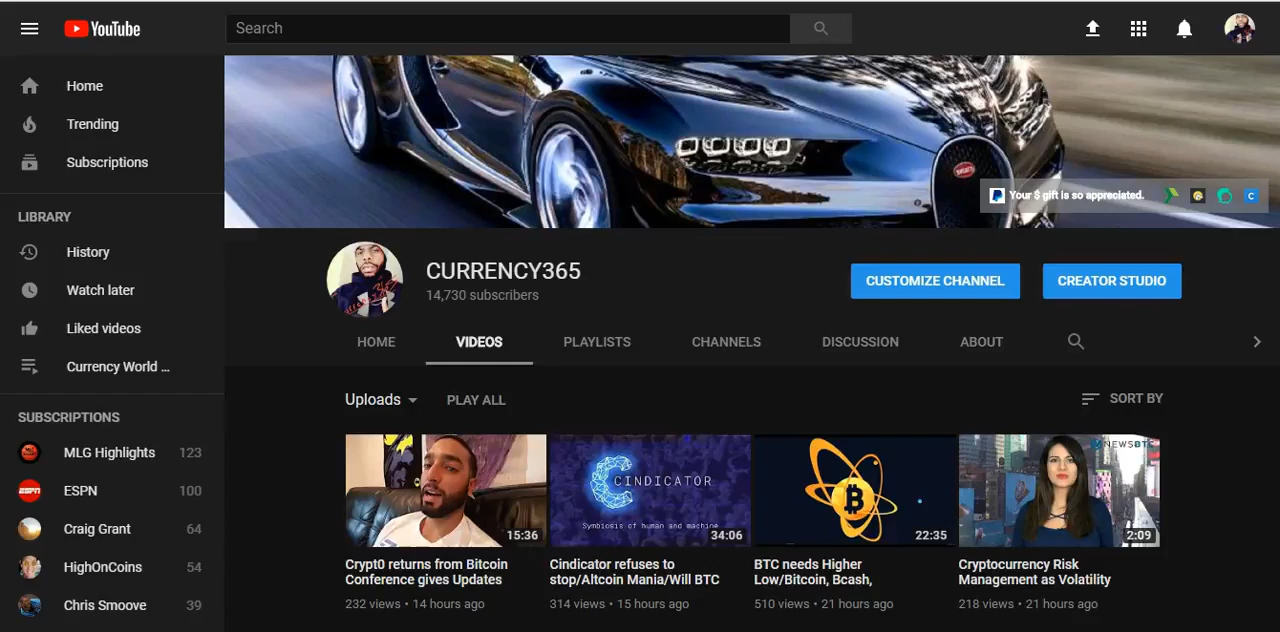 YouTube
Search
Home
Trending
Subscriptions
LIBRARY
History
Watch later
Liked videos
Currency World ...
SUBSCRIPTIONS
MLG Highlights 123
ESPN 100
Craig Grant 64
HighOnCoins 54
Chris Smoove 39
Your $ gift is so appreciated.
CURRENCY365
14,730 subscribers
CUSTOMIZE CHANNEL
CREATOR STUDIO
HOME VIDEOS PLAYLISTS CHANNELS DISCUSSION ABOUT
Uploads PLAY ALL SORT BY
15:36
Crypt0 returns from Bitcoin
Conference gives Updates
232 views • 14 hours ago
CINDICATOR
Symbiosis of human and machine
34:06
Cindicator refuses to
stop/Altcoin Mania/Will BTC
314 views • 15 hours ago
22:35
BTC needs Higher
Low/Bitcoin, Bcash,
510 views • 21 hours ago
NEWSBTC
2:09
Cryptocurrency Risk
Management as Volatility
218 views • 21 hours ago